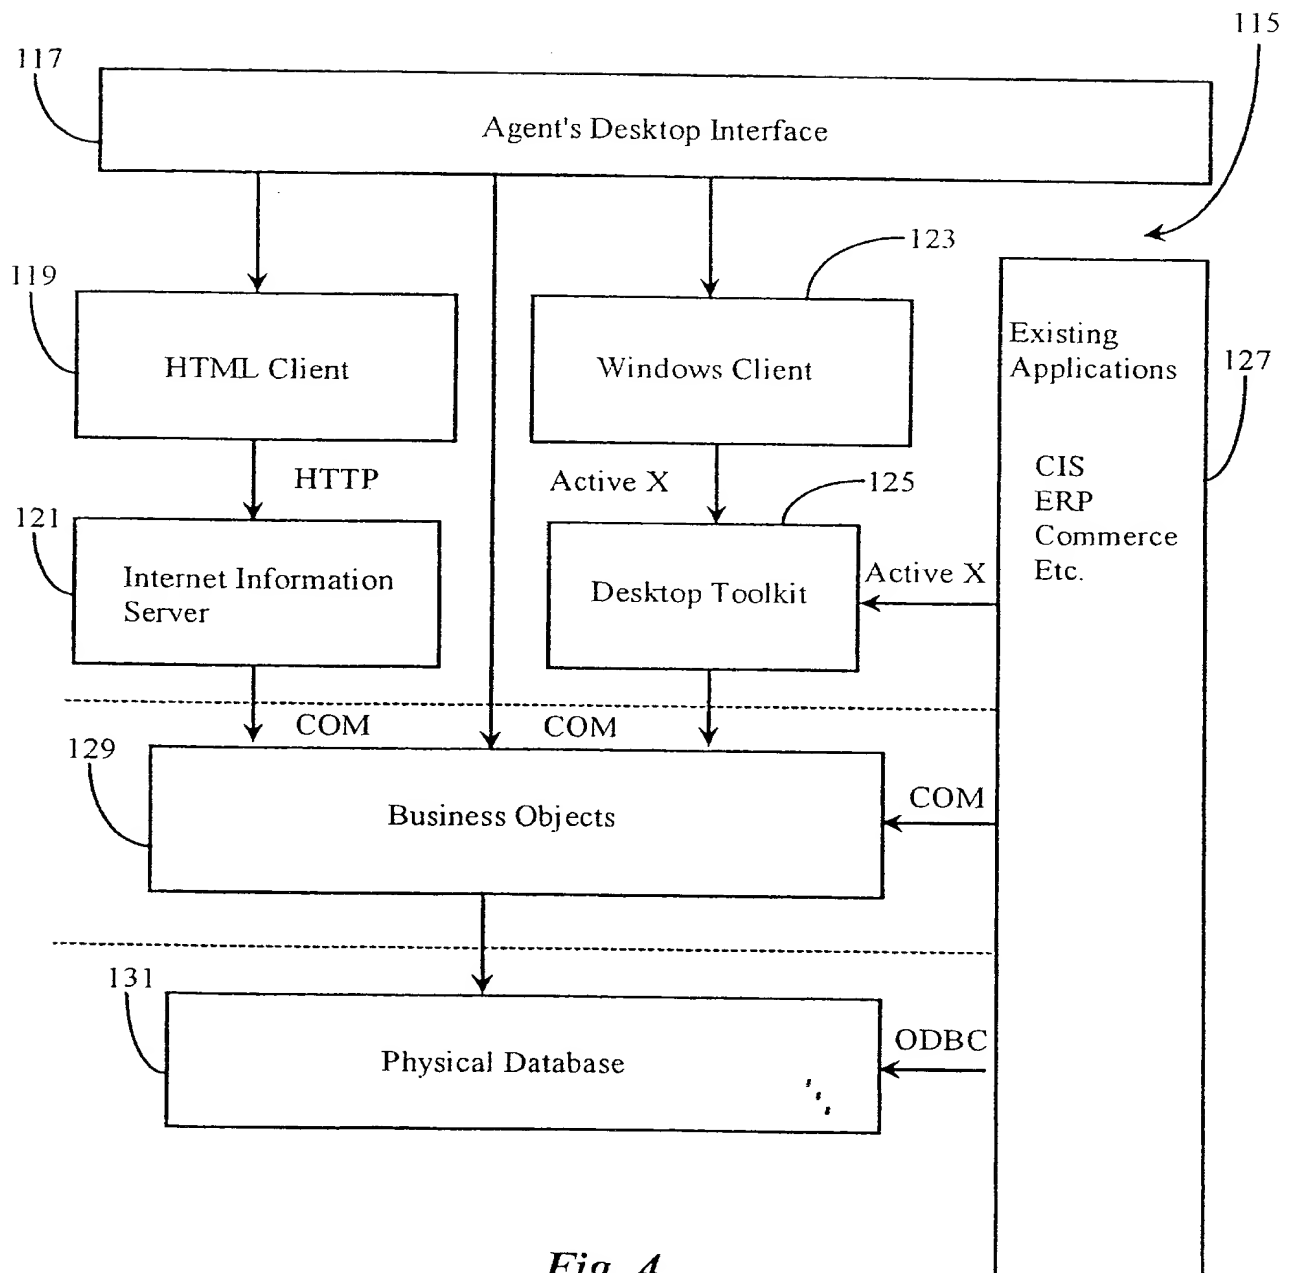 115
117
Agent's Desktop Interface
123
119
HTML Client
Windows Client
Existing
Applications
127
HTTP
Active X
125
CIS
ERP
Commerce
Etc.
121
Internet Information
Server
Desktop Toolkit
Active X
COM
COM
129
Business Objects
COM
131
Physical Database
ODBC
Fig. 4